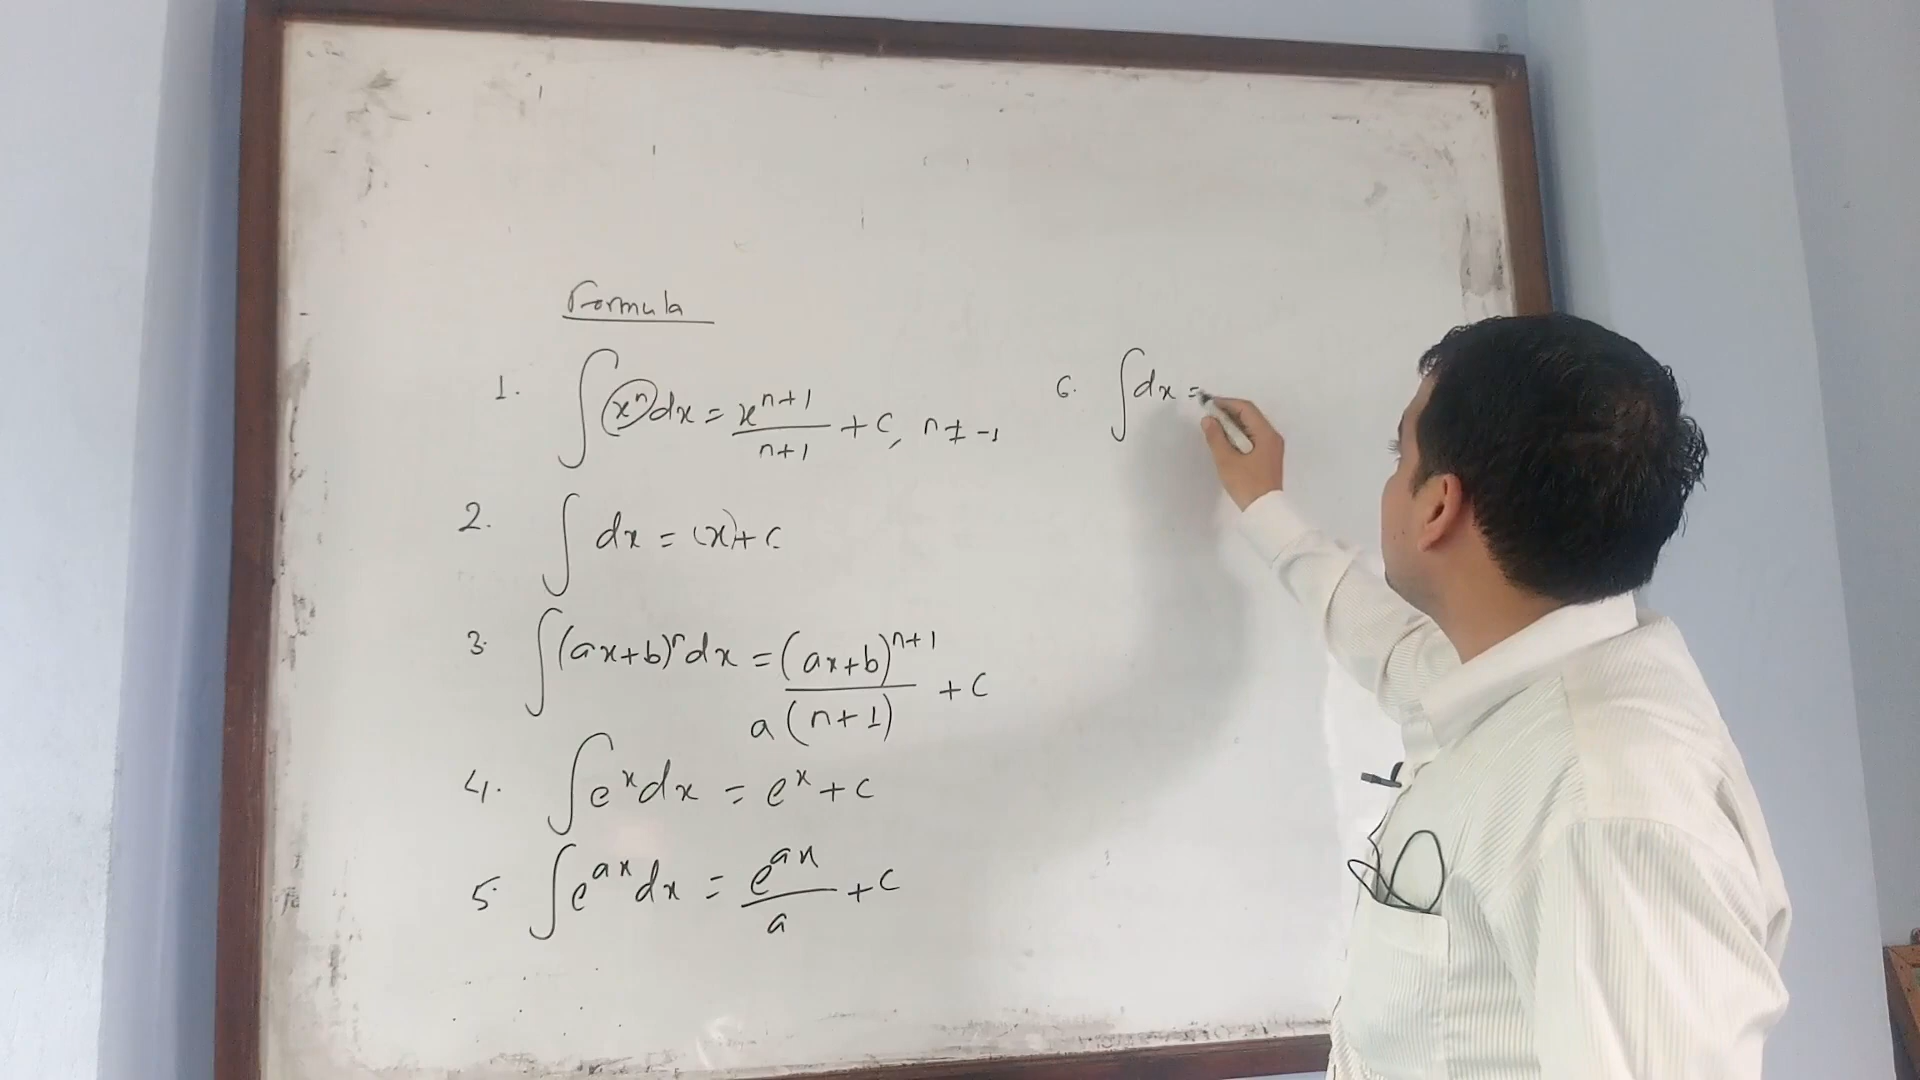 Formula
1. ∫ x^n dx = x^(n+1)/(n+1) + C, n ≠ -1
2. ∫ dx = (x) + C
3. ∫ (ax+b)^n dx = (ax+b)^(n+1)/a(n+1) + C
4. ∫ e^x dx = e^x + C
5. ∫ e^(ax) dx = e^(ax)/a + C
6. ∫ dx =